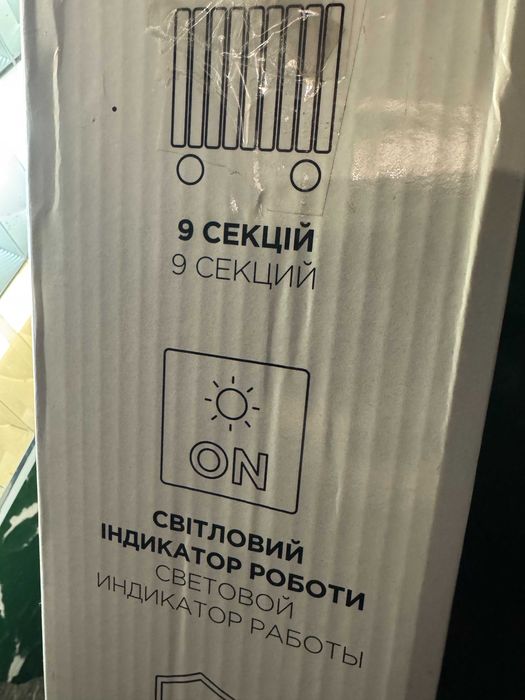 9 СЕКЦІЙ
9 СЕКЦИЙ
ON
СВІТЛОВИЙ
ІНДИКАТОР РОБОТИ
СВЕТОВОЙ
ИНДИКАТОР РАБОТЫ